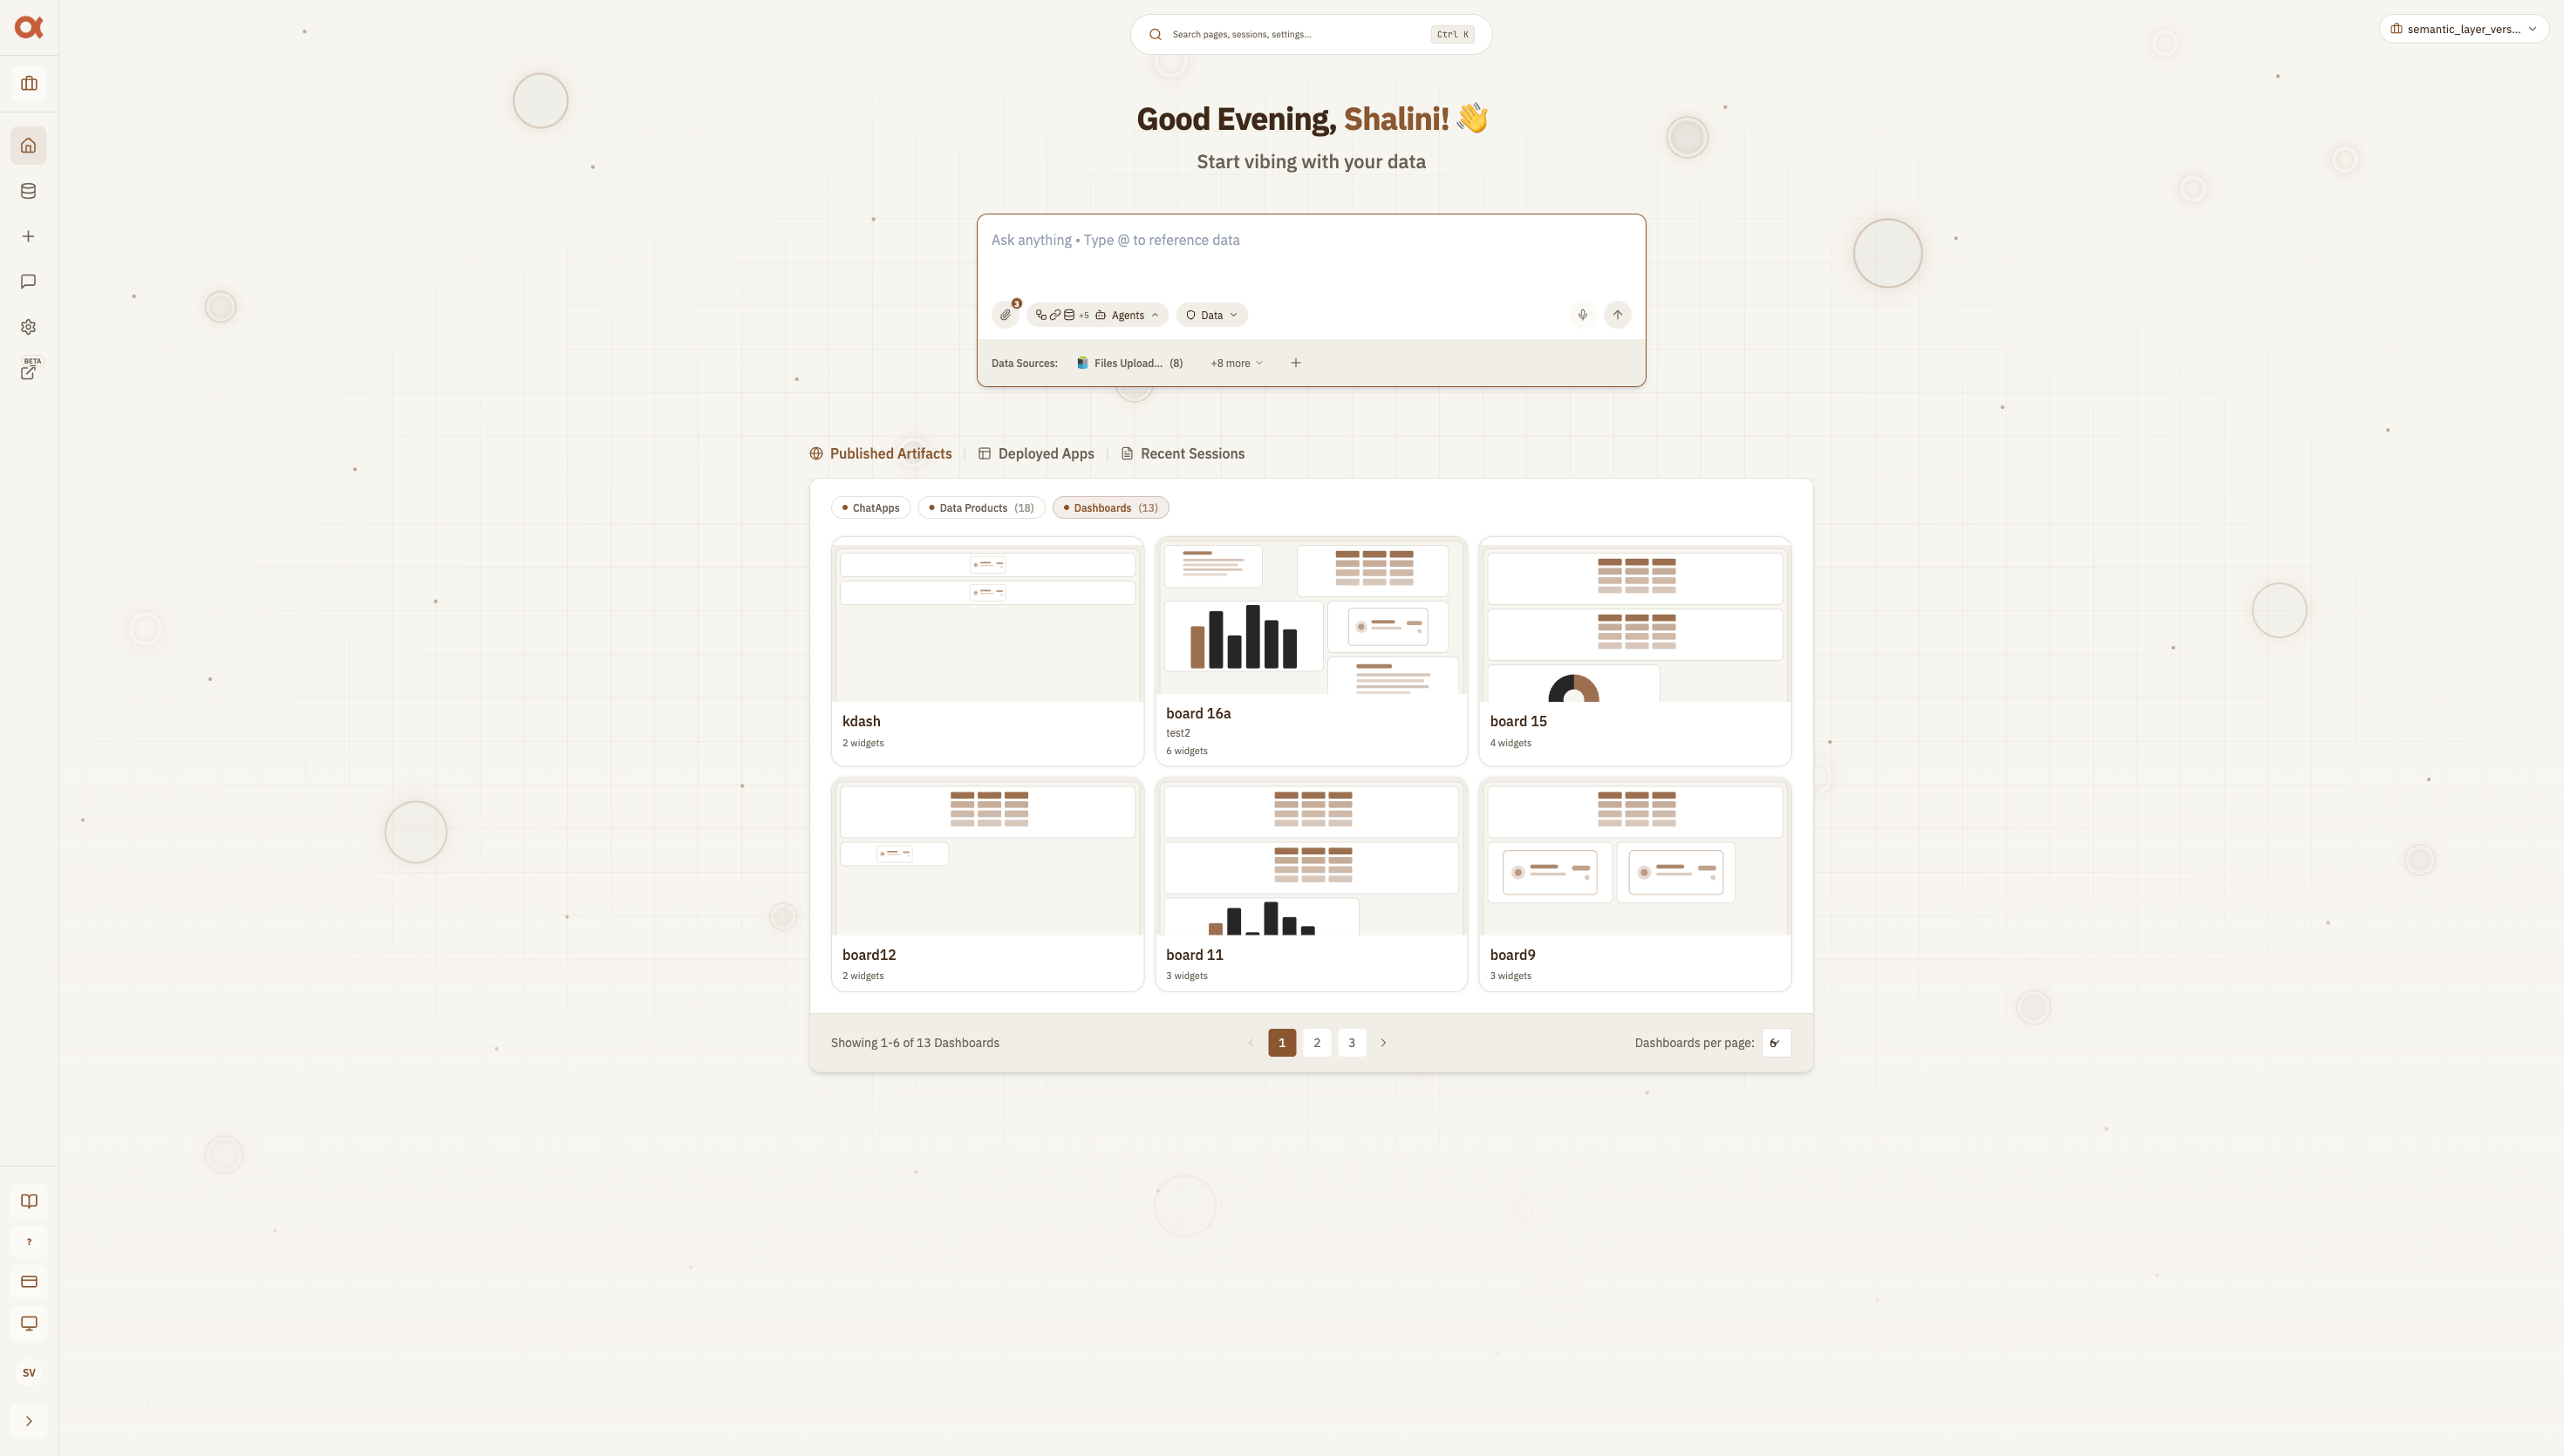 Search pages, sessions, settings...
Ctrl K
semantic_layer_vers...
Good Evening, Shalini! 👋
Start vibing with your data
BETA
Ask anything • Type @ to reference data
3
+5 Agents
Data
Data Sources:
Files Upload... (8)
+8 more
Published Artifacts
Deployed Apps
Recent Sessions
ChatApps
Data Products (18)
Dashboards (13)
kdash
2 widgets
board 16a
test2
6 widgets
board 15
4 widgets
board12
2 widgets
board 11
3 widgets
board9
3 widgets
Showing 1-6 of 13 Dashboards
1
2
3
Dashboards per page:
6
?
SV